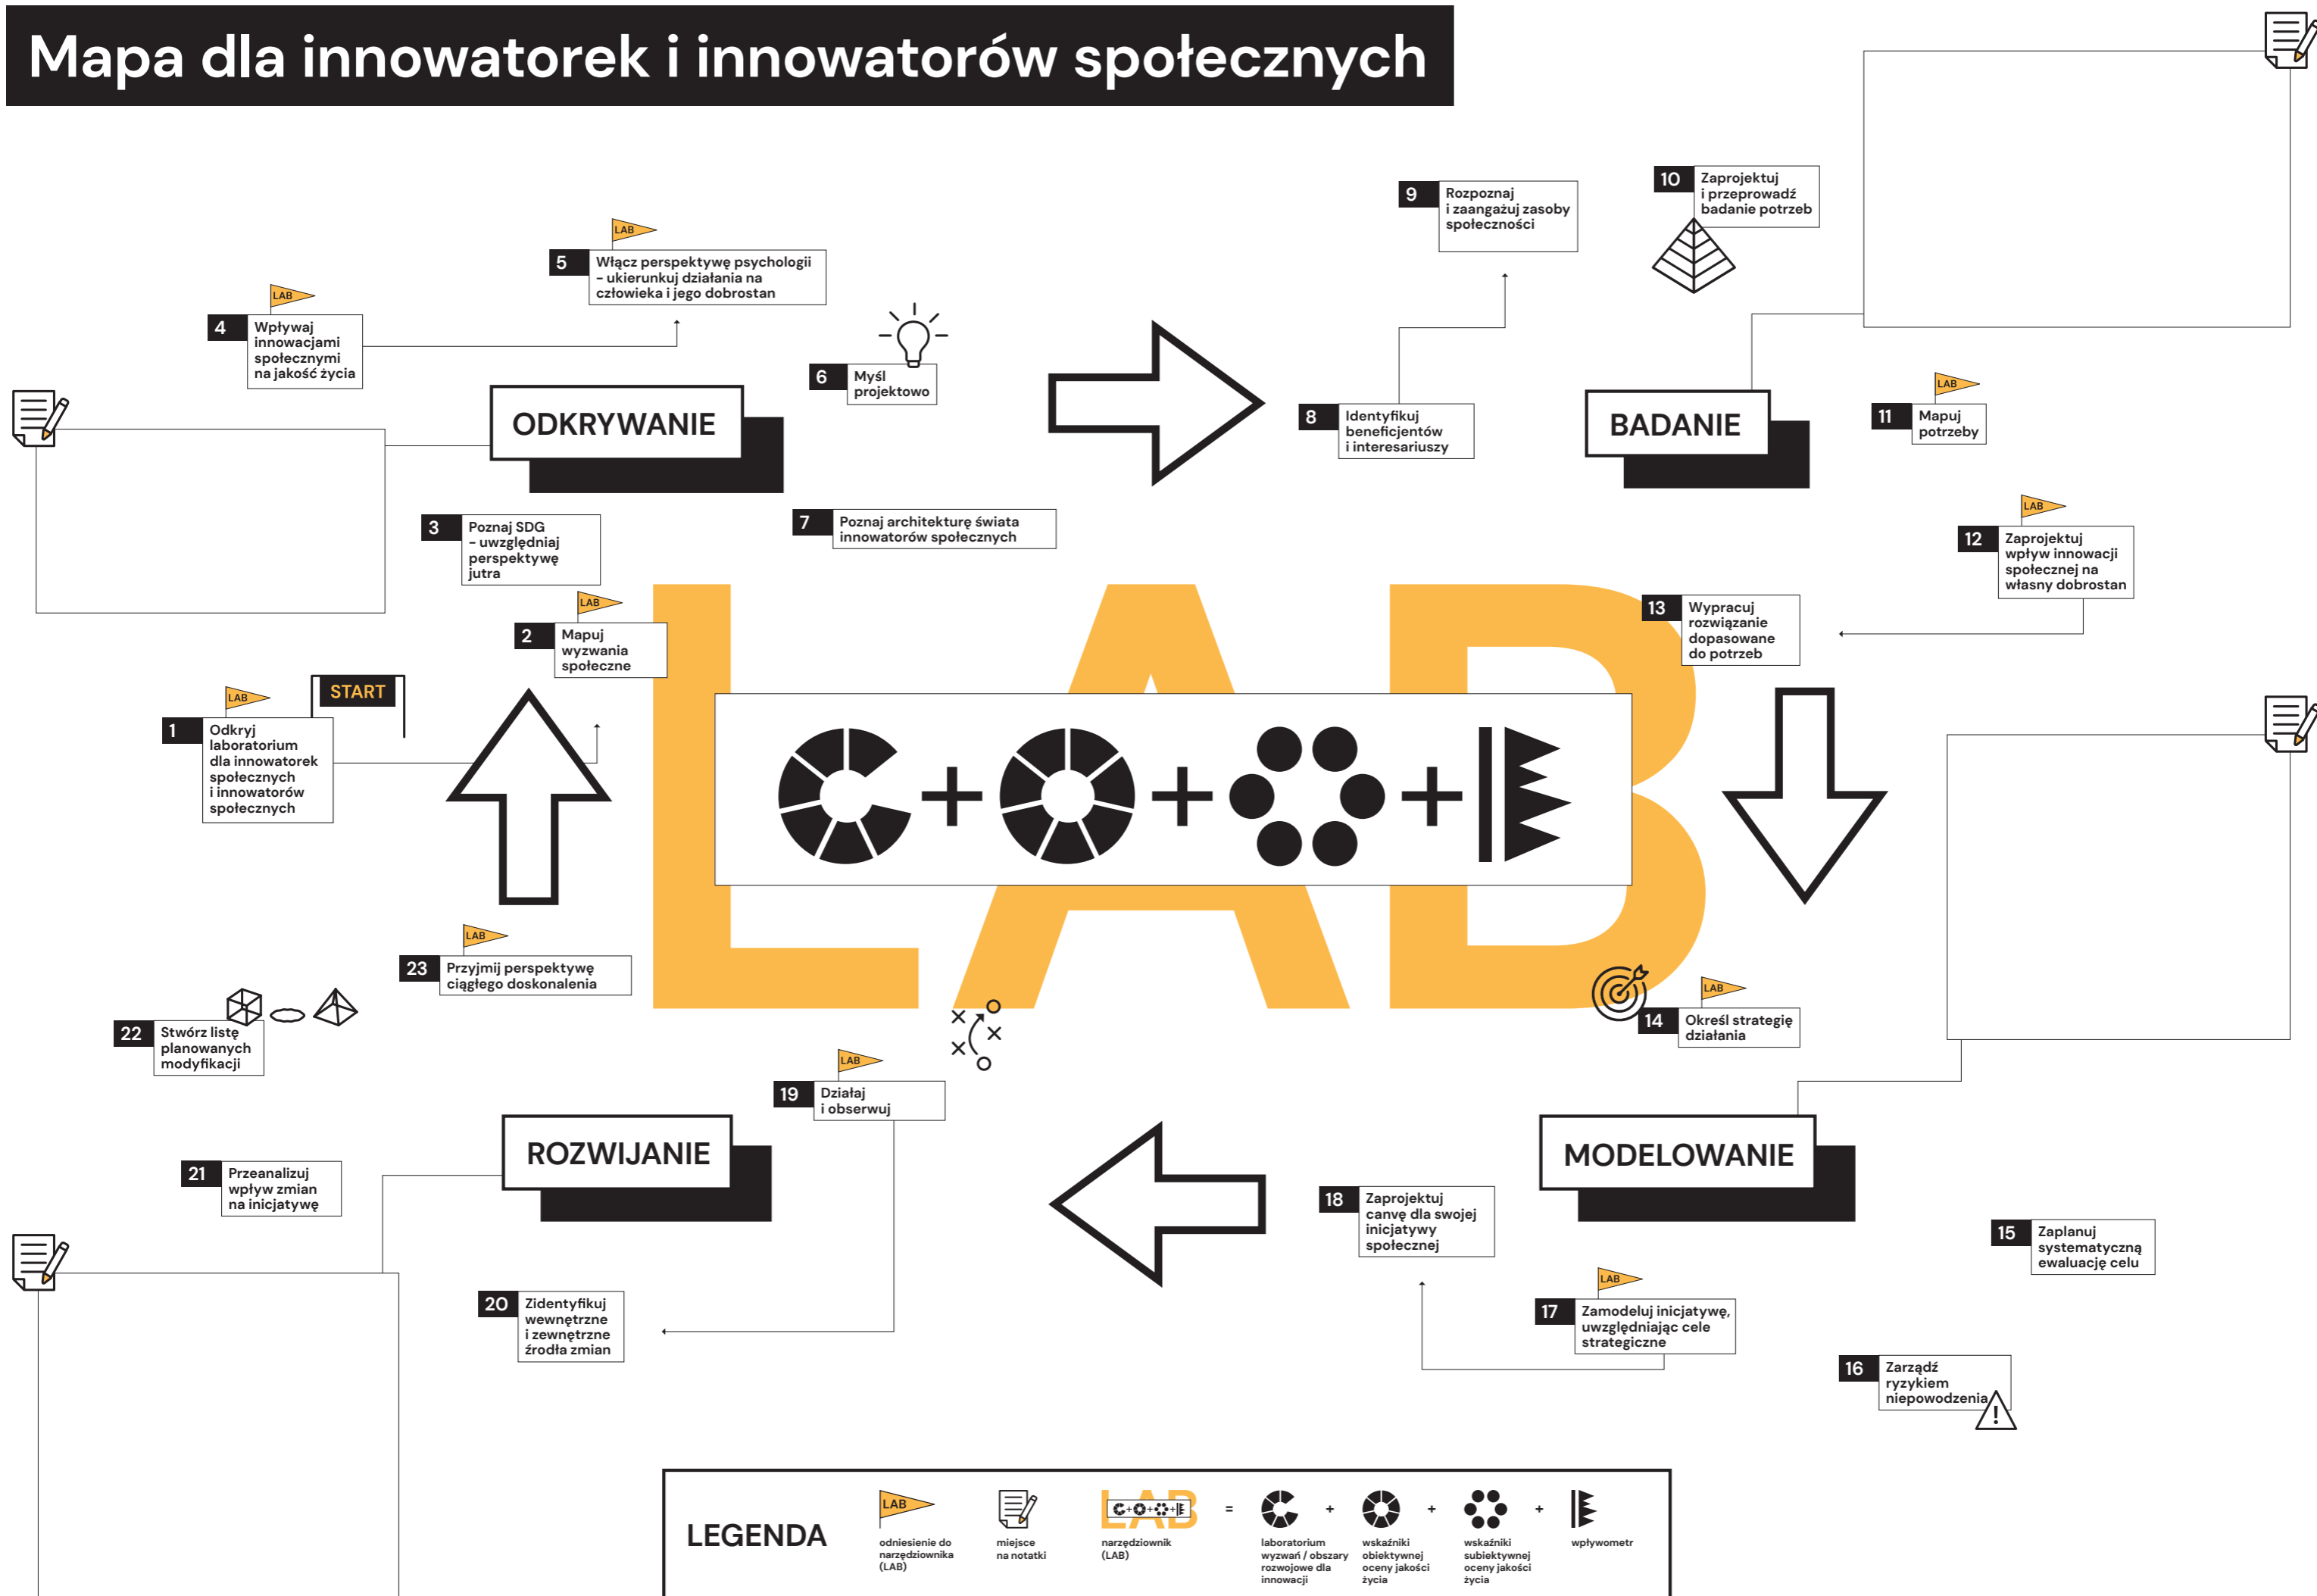 Mapa dla innowatorek i innowatorów społecznych
LAB
5
Włącz perspektywę psychologii
– ukierunkuj działania na
człowieka i jego dobrostan
LAB
4
Wpływaj
innowacjami
społecznymi
na jakość życia
6
Myśl
projektowo
ODKRYWANIE
3
Poznaj SDG
– uwzględniaj
perspektywę
jutra
7
Poznaj architekturę świata
innowatorów społecznych
LAB
2
Mapuj
wyzwania
społeczne
START
LAB
1
Odkryj
laboratorium
dla innowatorek
społecznych
i innowatorów
społecznych
9
Rozpoznaj
i zaangażuj zasoby
społeczności
10
Zaprojektuj
i przeprowadź
badanie potrzeb
8
Identyfikuj
beneficjentów
i interesariuszy
BADANIE
LAB
11
Mapuj
potrzeby
LAB
12
Zaprojektuj
wpływ innowacji
społecznej na
własny dobrostan
13
Wypracuj
rozwiązanie
dopasowane
do potrzeb
LAB
+
+
+
LAB
14
Określ strategię
działania
MODELOWANIE
15
Zaplanuj
systematyczną
ewaluację celu
16
Zarządź
ryzykiem
niepowodzenia
!
LAB
17
Zamodeluj inicjatywę,
uwzględniając cele
strategiczne
18
Zaprojektuj
canvę dla swojej
inicjatywy
społecznej
LAB
19
Działaj
i obserwuj
ROZWIJANIE
20
Zidentyfikuj
wewnętrzne
i zewnętrzne
źródła zmian
21
Przeanalizuj
wpływ zmian
na inicjatywę
22
Stwórz listę
planowanych
modyfikacji
LAB
23
Przyjmij perspektywę
ciągłego doskonalenia
LEGENDA
LAB
odniesienie do
narzędziownika
(LAB)
miejsce
na notatki
LAB
+ + +
narzędziownik
(LAB)
=
laboratorium
wyzwań / obszary
rozwojowe dla
innowacji
+
wskaźniki
obiektywnej
oceny jakości
życia
+
wskaźniki
subiektywnej
oceny jakości
życia
+
wpływometr